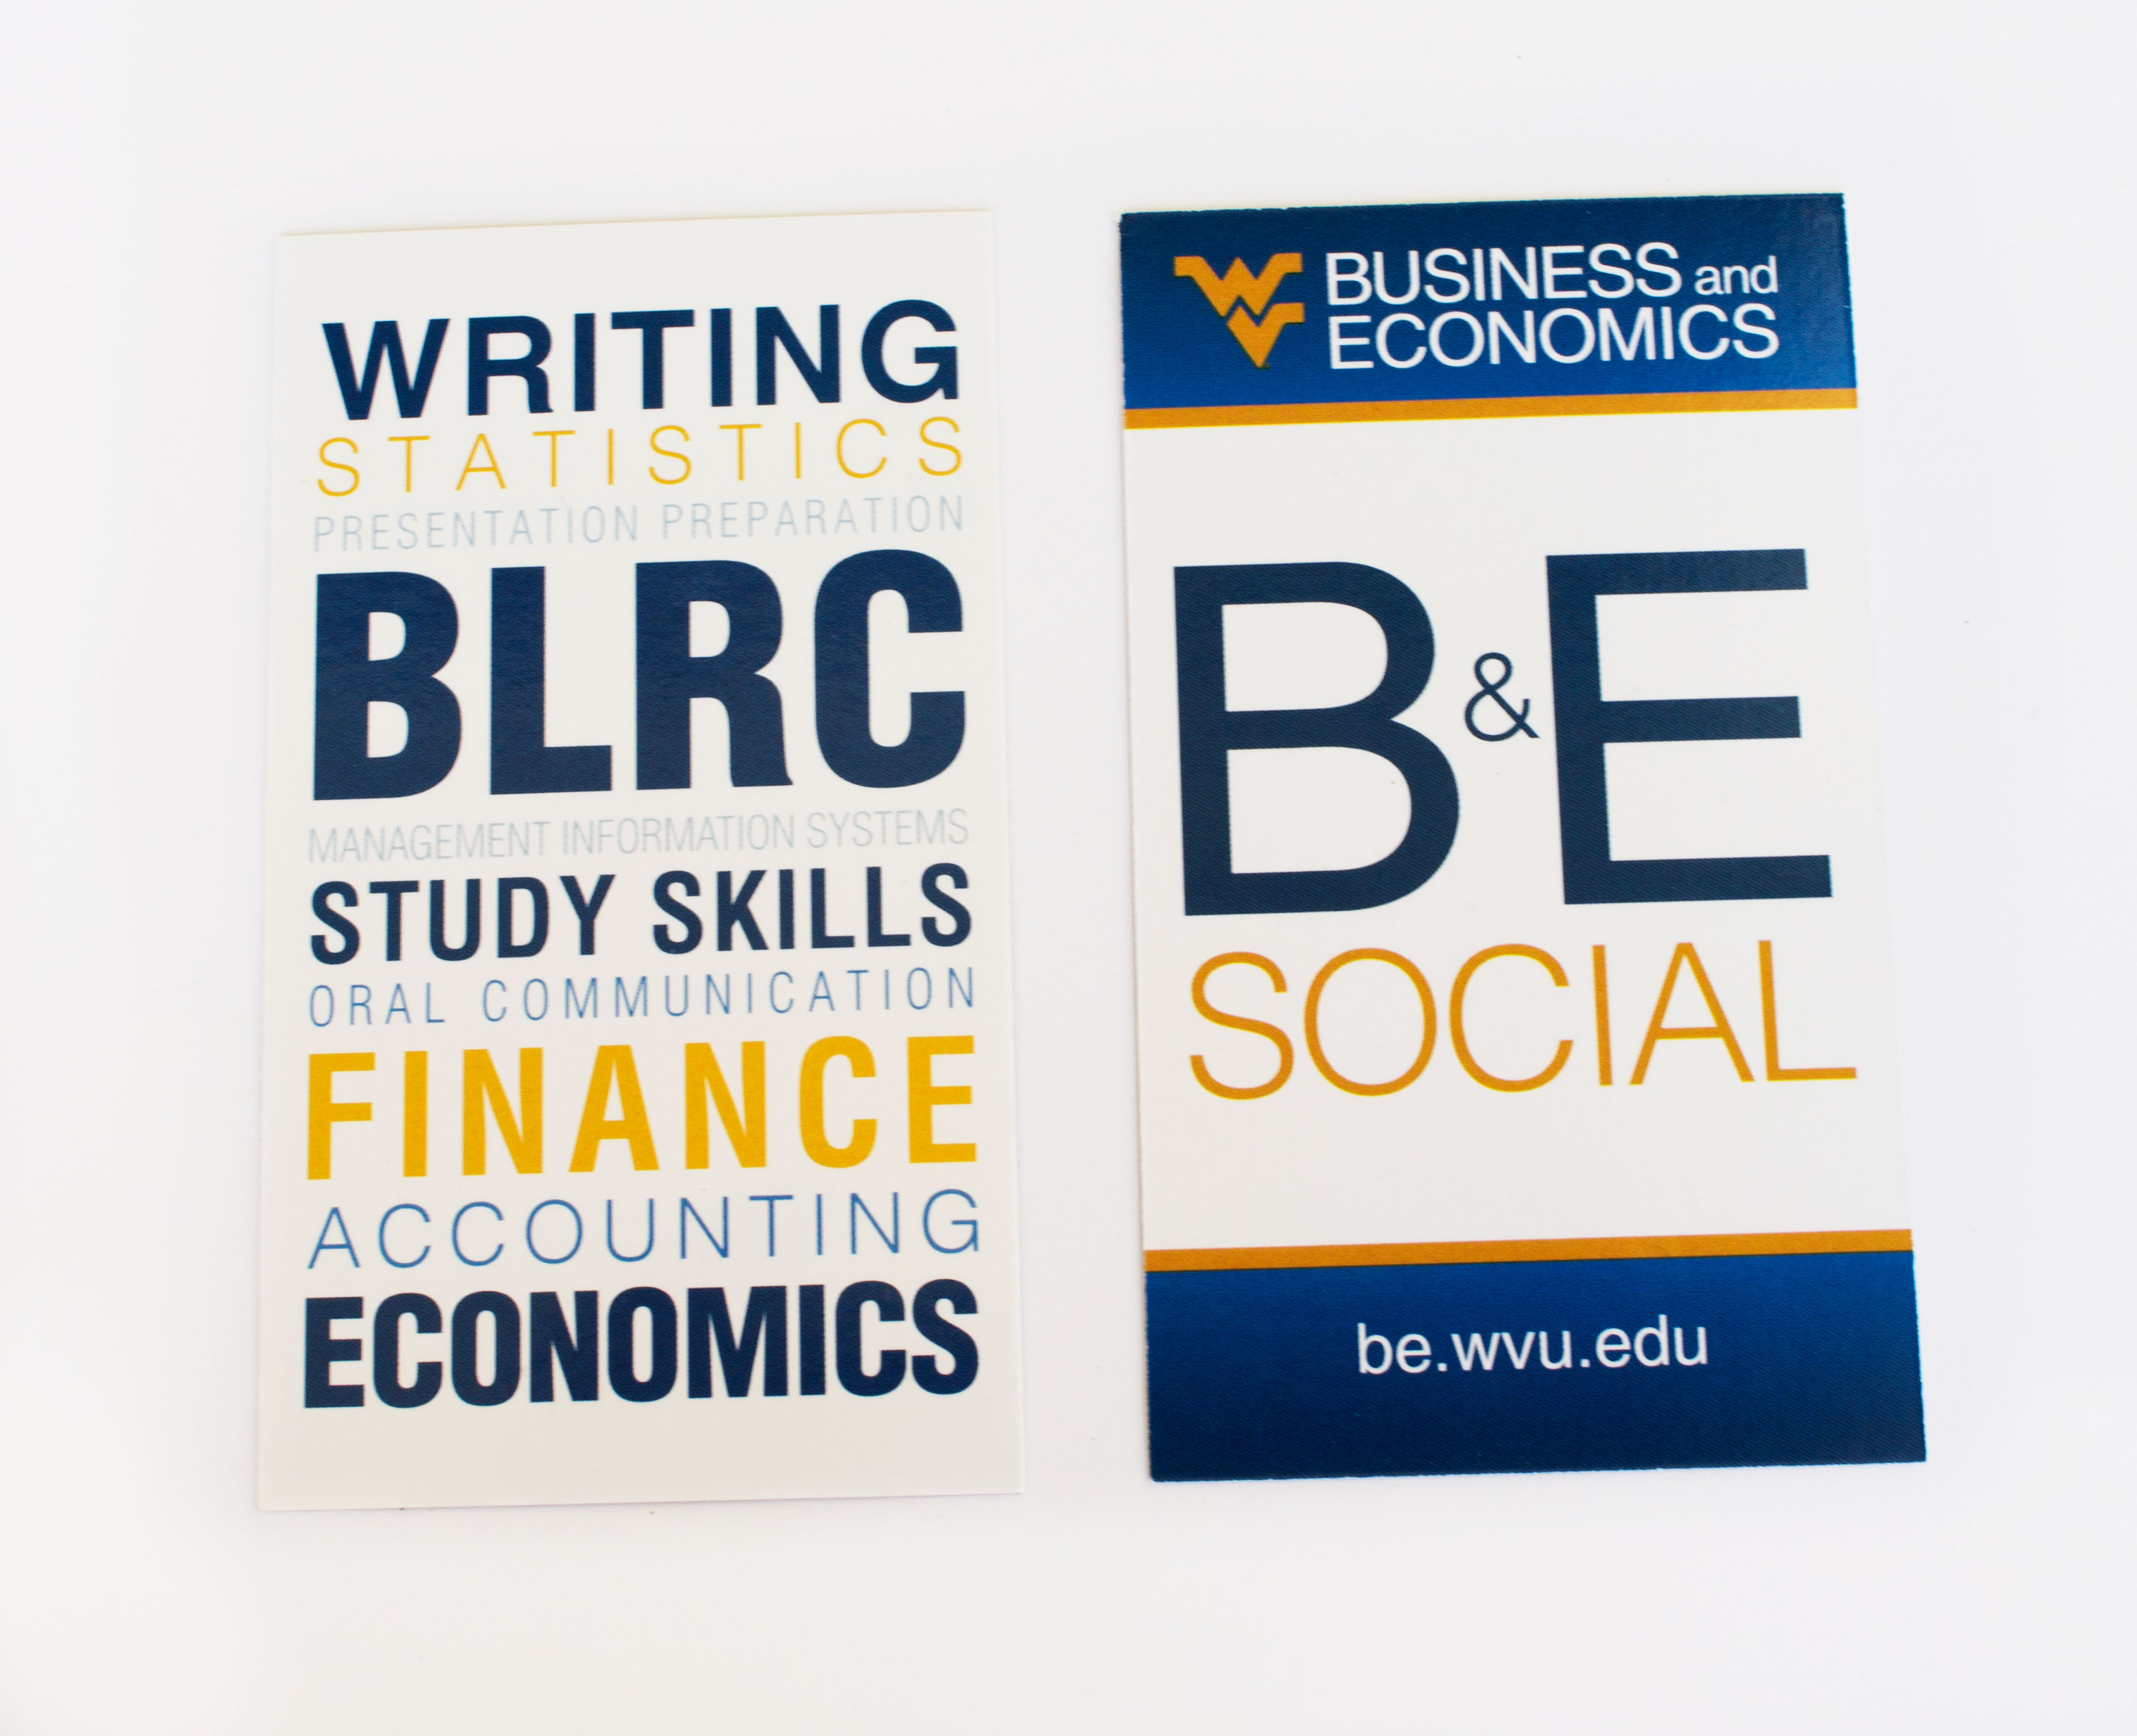 WRITING
STATISTICS
PRESENTATION PREPARATION
BLRC
MANAGEMENT INFORMATION SYSTEMS
STUDY SKILLS
ORAL COMMUNICATION
FINANCE
ACCOUNTING
ECONOMICS
WV BUSINESS and
ECONOMICS
B&E
SOCIAL
be.wvu.edu